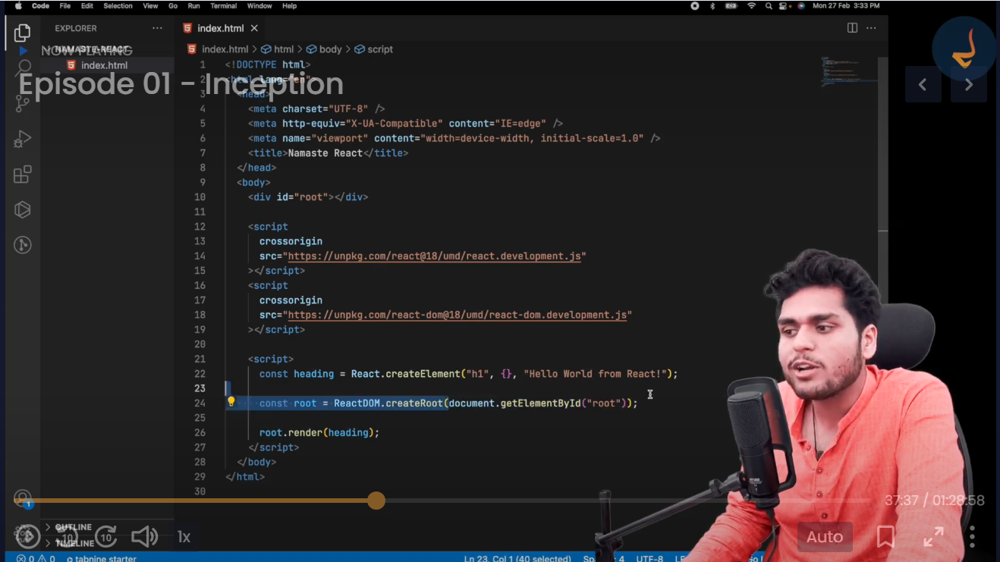 Code File Edit Selection View Go Run Terminal Window Help
Mon 27 Feb 3:33 PM
EXPLORER
NAMASTE-REACT
NOW PLAYING
index.html
Episode 01 - Inception
index.html
index.html > html > body > script
1 <!DOCTYPE html>
2 <html lang="en">
3 <head>
4 <meta charset="UTF-8" />
5 <meta http-equiv="X-UA-Compatible" content="IE=edge" />
6 <meta name="viewport" content="width=device-width, initial-scale=1.0" />
7 <title>Namaste React</title>
8 </head>
9 <body>
10 <div id="root"></div>
11
12 <script
13 crossorigin
14 src="https://unpkg.com/react@18/umd/react.development.js"
15 ></script>
16 <script
17 crossorigin
18 src="https://unpkg.com/react-dom@18/umd/react-dom.development.js"
19 ></script>
20
21 <script>
22 const heading = React.createElement("h1", {}, "Hello World from React!");
23
24 const root = ReactDOM.createRoot(document.getElementById("root"));
25
26 root.render(heading);
27 </script>
28 </body>
29 </html>
30
1
37:37 / 01:28:58
OUTLINE
TIMELINE
10
10
1x
Auto
0 0 tabnine starter
Ln 23, Col 1 (40 selected) 4 UTF-8